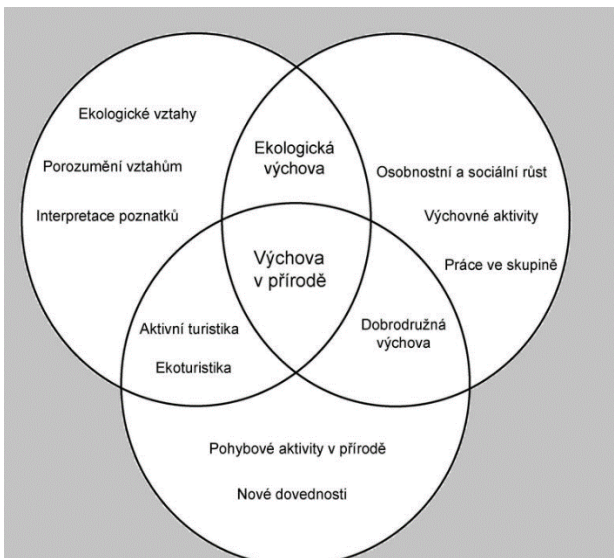 Ekologické vztahy
Porozumění vztahům
Interpretace poznatků
Ekologická
výchova
Osobnostní a sociální růst
Výchovné aktivity
Práce ve skupině
Výchova
v přírodě
Aktivní turistika
Ekoturistika
Dobrodružná
výchova
Pohybové aktivity v přírodě
Nové dovednosti